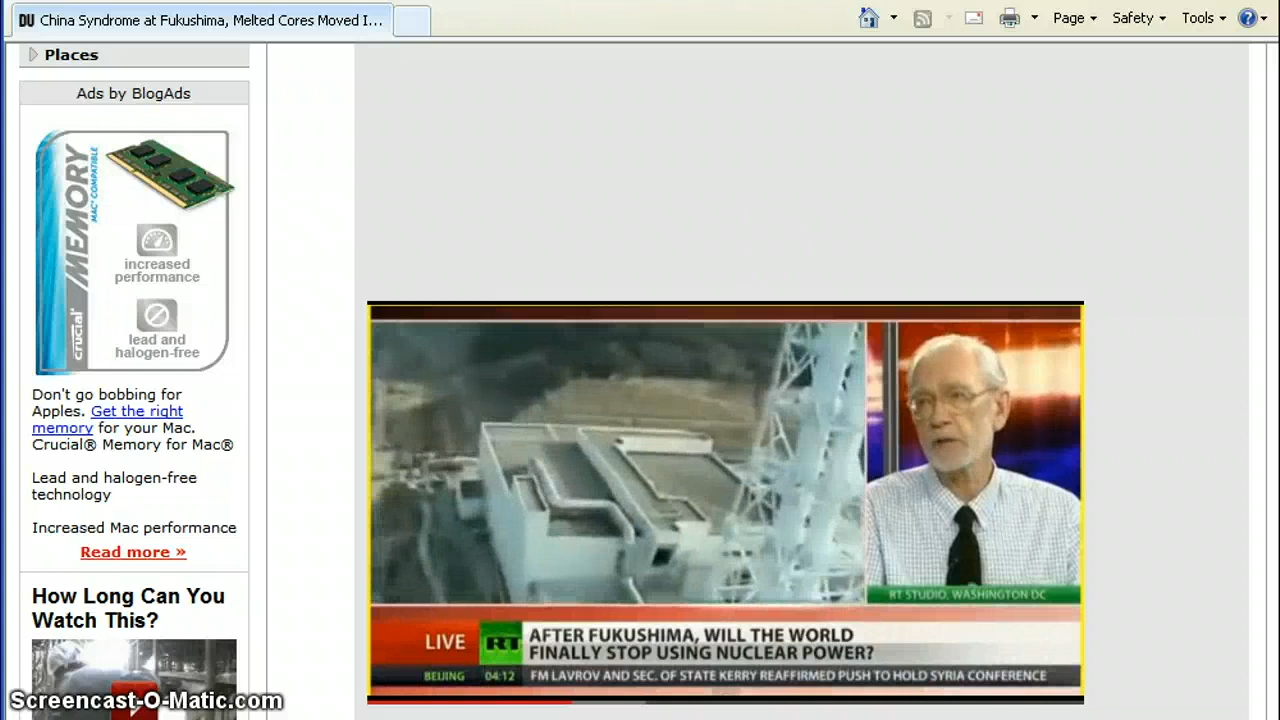 DU China Syndrome at Fukushima, Melted Cores Moved I...
Page
Safety
Tools
Places
Ads by BlogAds
MEMORY
MAC® COMPATIBLE
increased
performance
lead and
halogen-free
crucial
Don't go bobbing for
Apples. Get the right
memory for your Mac.
Crucial® Memory for Mac®
Lead and halogen-free
technology
Increased Mac performance
Read more »
How Long Can You
Watch This?
RT STUDIO, WASHINGTON DC
LIVE
RT
AFTER FUKUSHIMA, WILL THE WORLD
FINALLY STOP USING NUCLEAR POWER?
BEIJING 04:12 FM LAVROV AND SEC. OF STATE KERRY REAFFIRMED PUSH TO HOLD SYRIA CONFERENCE
Screencast-O-Matic.com